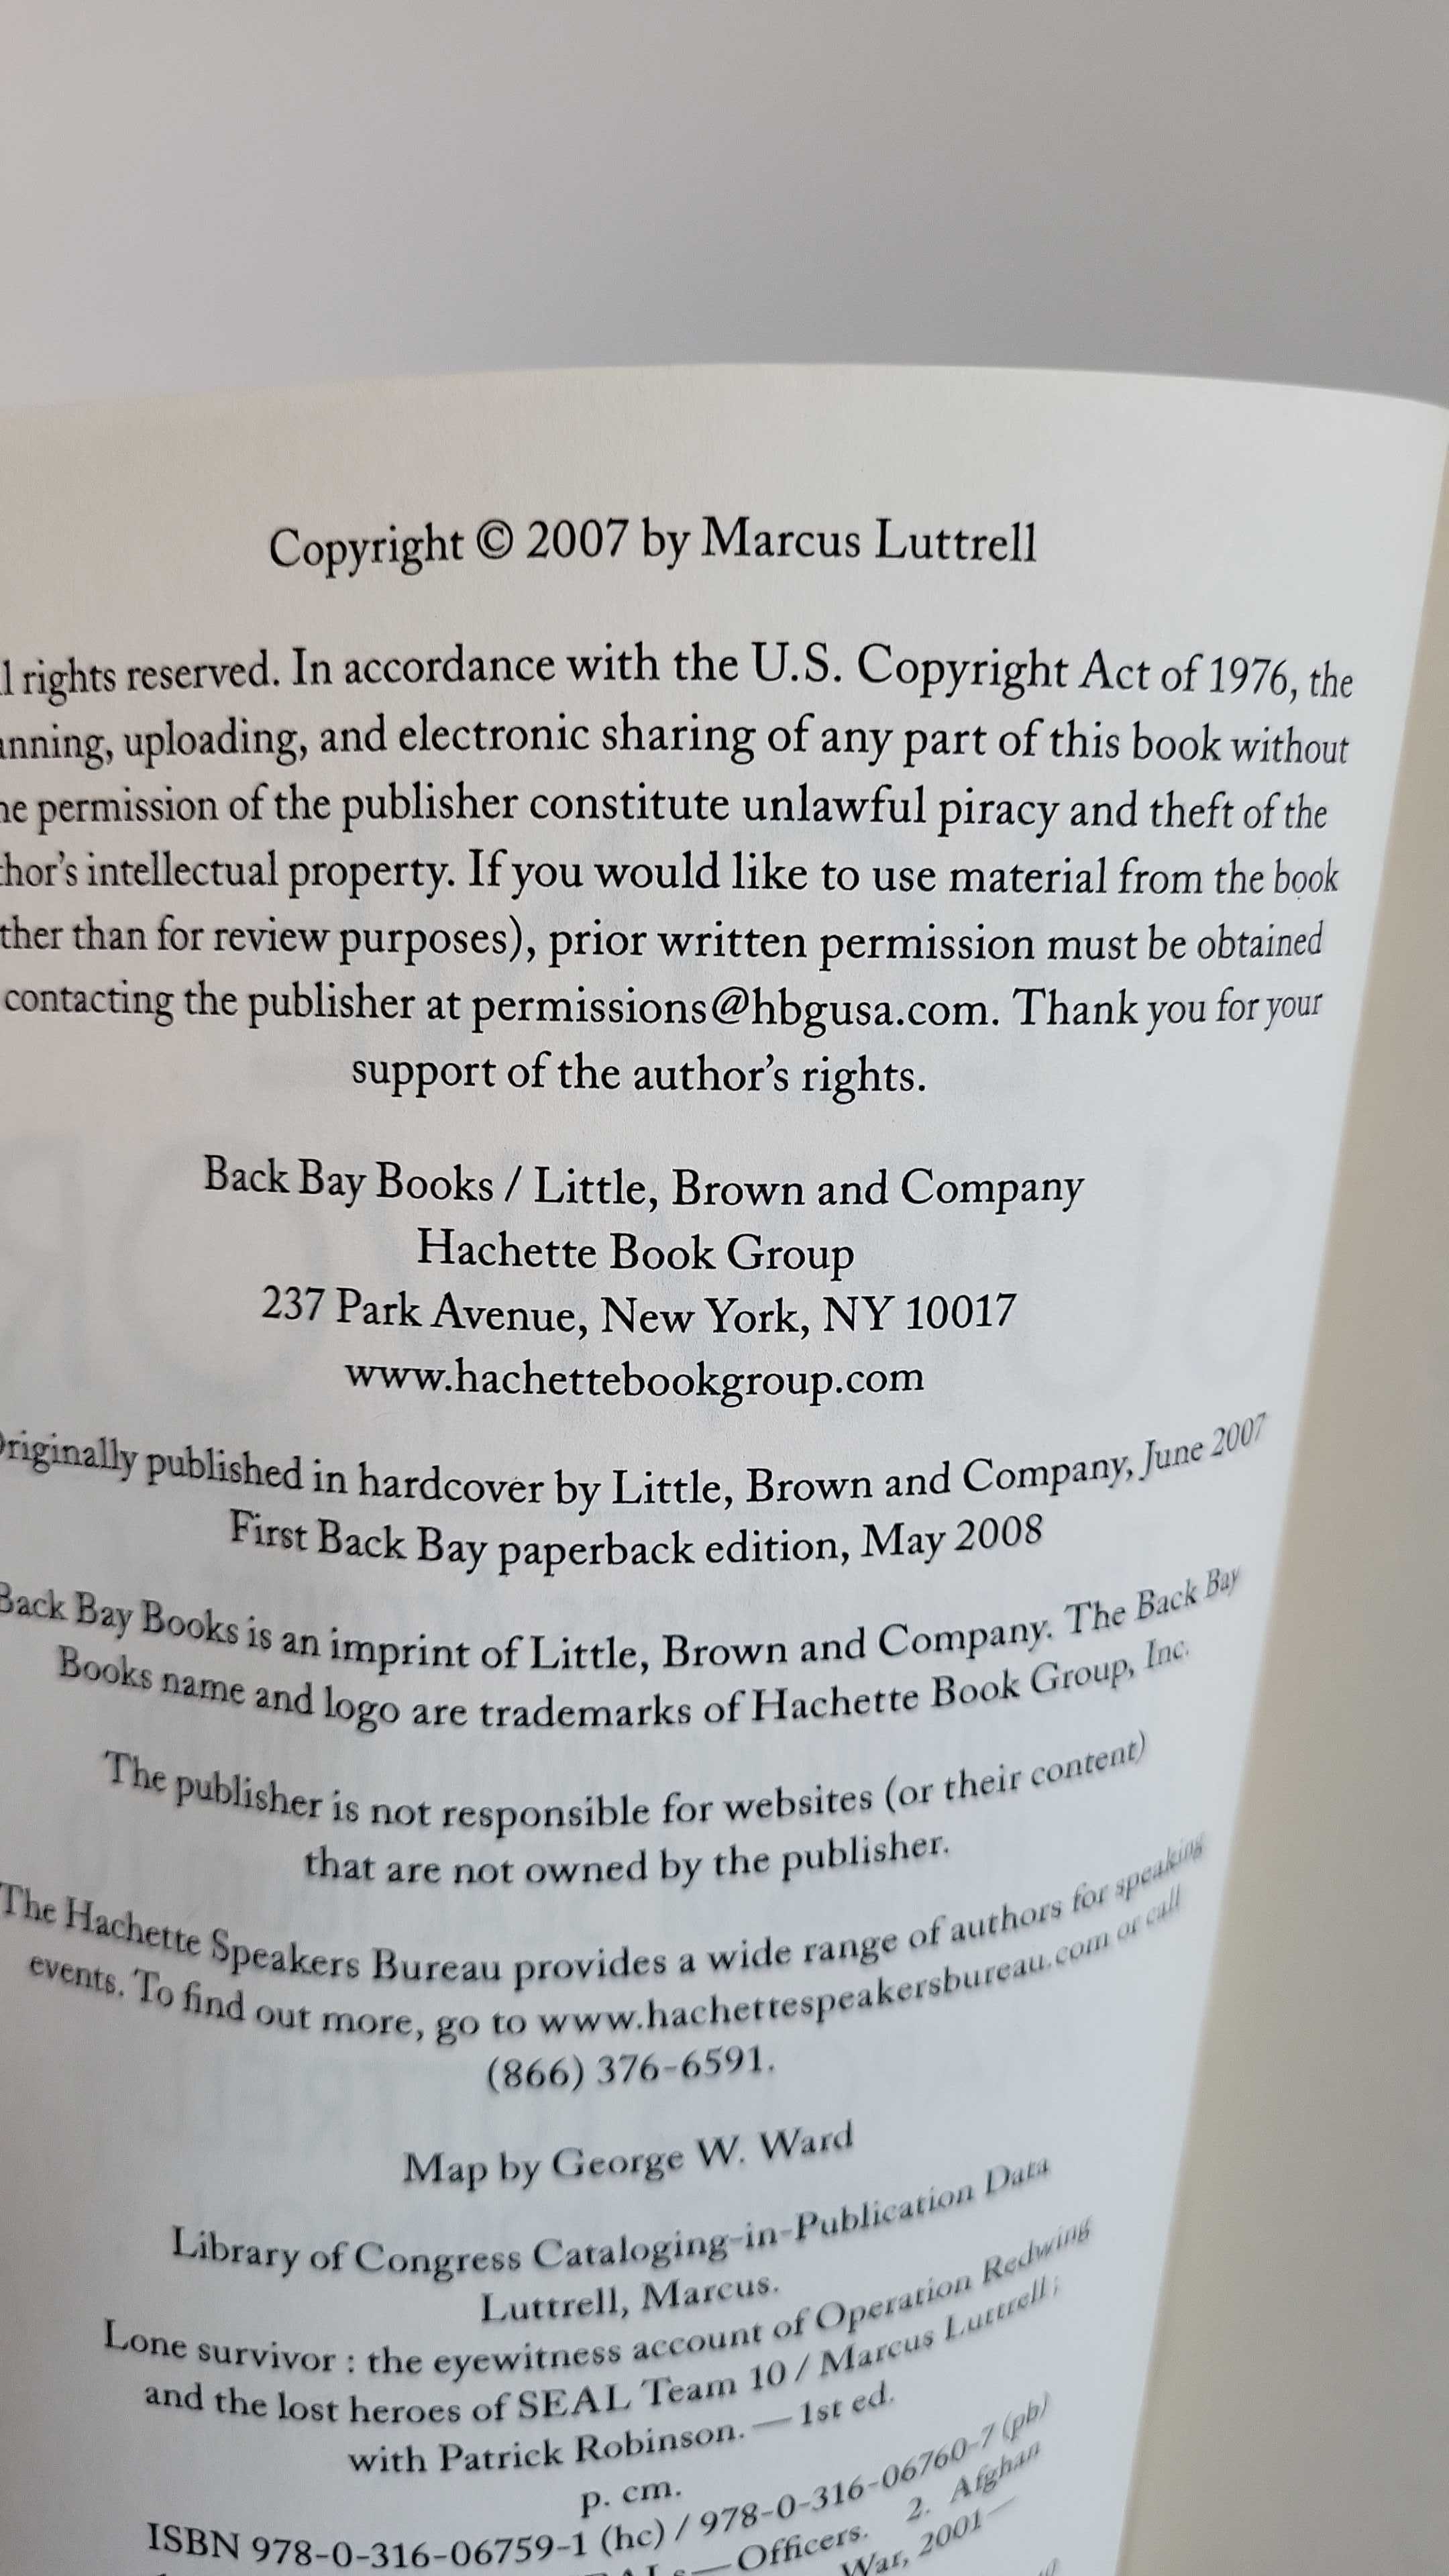 Copyright © 2007 by Marcus Luttrell
l rights reserved. In accordance with the U.S. Copyright Act of 1976, the
nning, uploading, and electronic sharing of any part of this book without
he permission of the publisher constitute unlawful piracy and theft of the
hor's intellectual property. If you would like to use material from the book
ther than for review purposes), prior written permission must be obtained
contacting the publisher at permissions@hbgusa.com. Thank you for your
support of the author's rights.
Back Bay Books / Little, Brown and Company
Hachette Book Group
237 Park Avenue, New York, NY 10017
www.hachettebookgroup.com
Originally published in hardcover by Little, Brown and Company, June 2007
First Back Bay paperback edition, May 2008
Back Bay Books is an imprint of Little, Brown and Company. The Back Bay
Books name and logo are trademarks of Hachette Book Group, Inc.
The publisher is not responsible for websites (or their content)
that are not owned by the publisher.
The Hachette Speakers Bureau provides a wide range of authors for speaking
events. To find out more, go to www.hachettespeakersbureau.com or call
(866) 376-6591.
Map by George W. Ward
Library of Congress Cataloging-in-Publication Data
Luttrell, Marcus.
Lone survivor : the eyewitness account of Operation Redwing
and the lost heroes of SEAL Team 10 / Marcus Luttrell ;
with Patrick Robinson. — 1st ed.
p. cm.
ISBN 978-0-316-06759-1 (hc) / 978-0-316-06760-7 (pb)
—Officers. 2. Afghan
War, 2001—